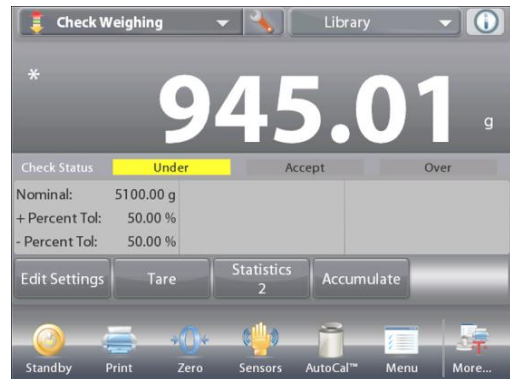 Check Weighing Library
*
945.01 g
Check Status Under Accept Over
Nominal: 5100.00 g
+ Percent Tol: 50.00 %
- Percent Tol: 50.00 %
Edit Settings Tare Statistics 2 Accumulate
Standby Print Zero Sensors AutoCal™ Menu More...